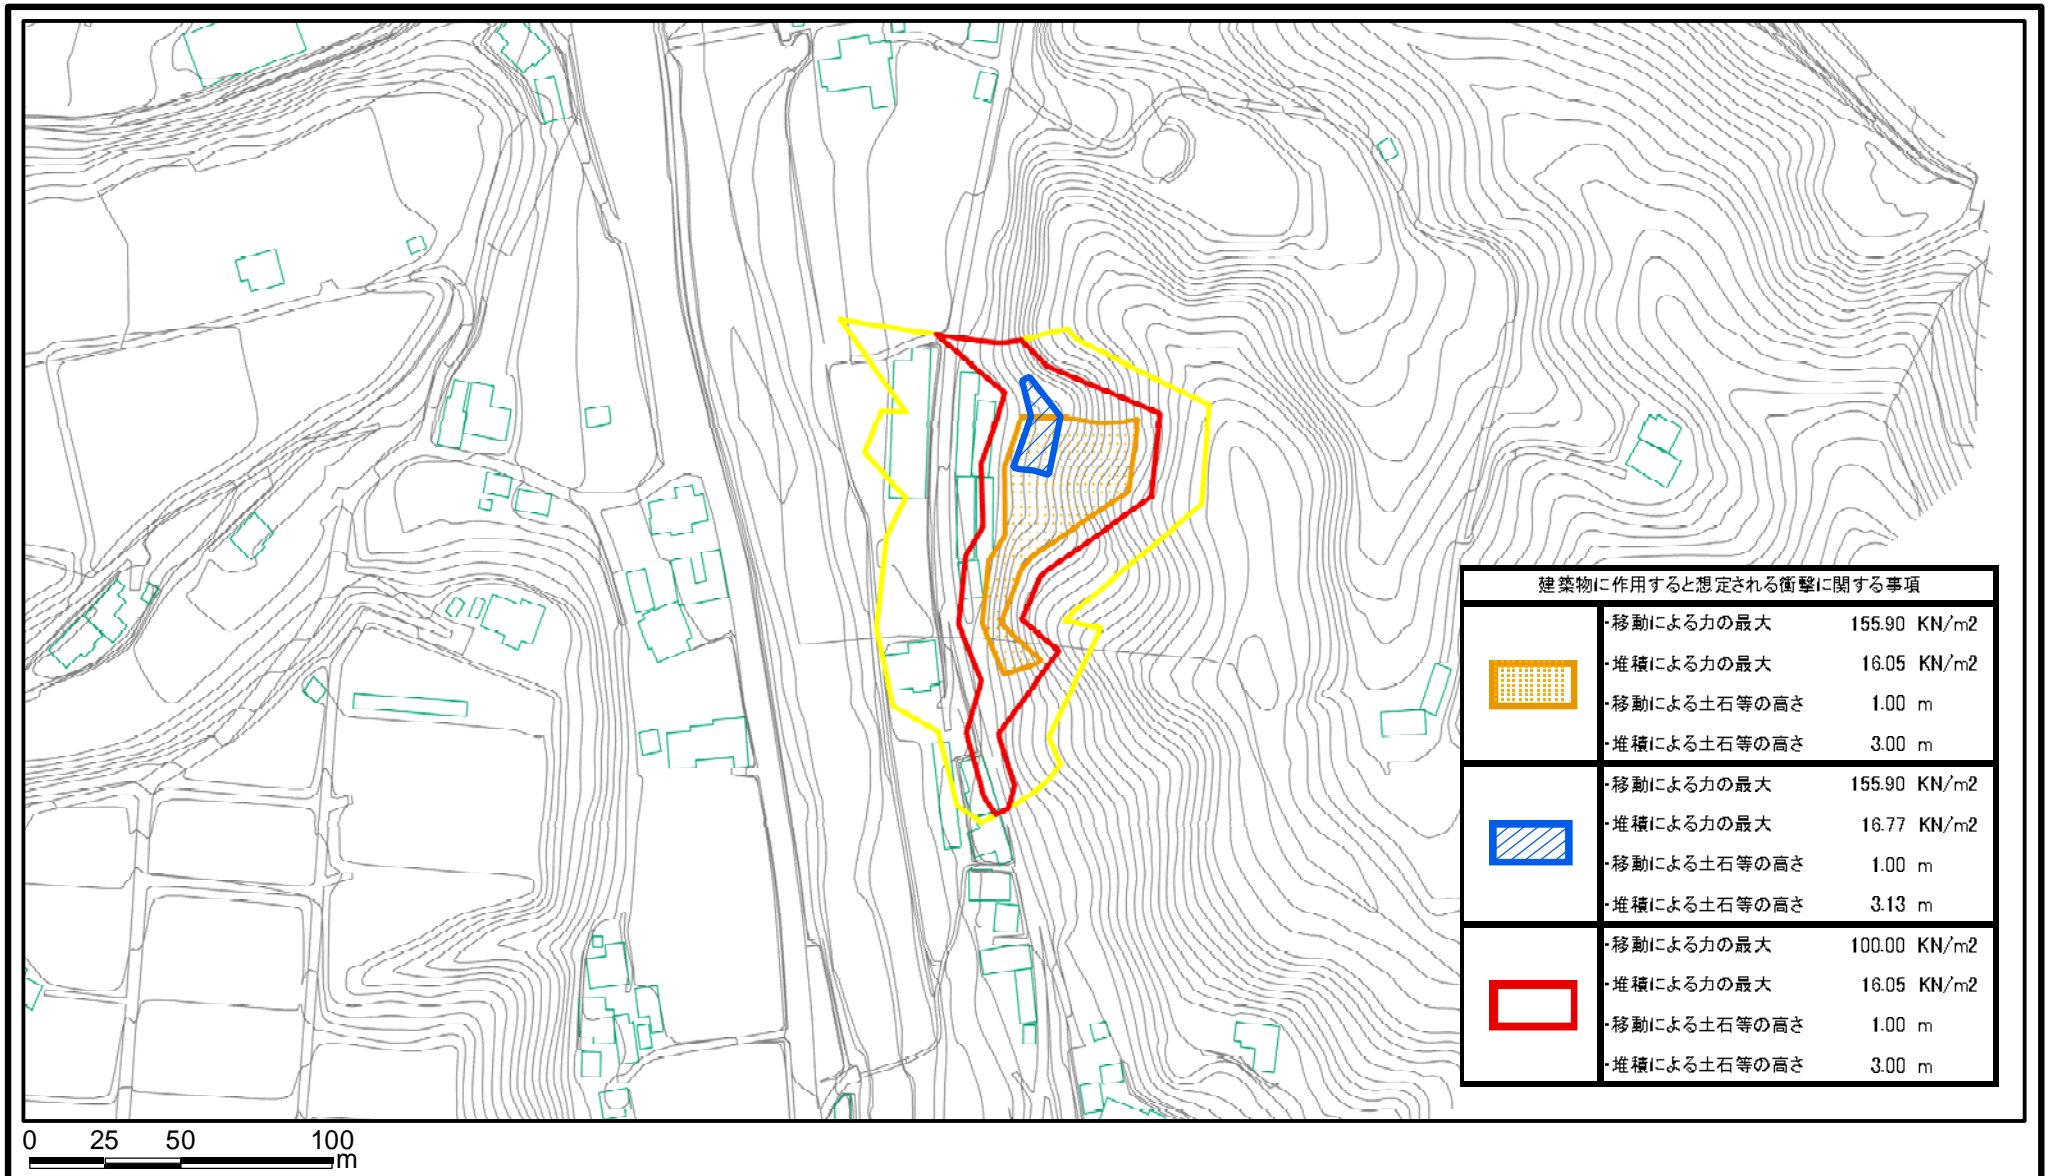 建築物に作用すると想定される衝撃に関する事項
・移動による力の最大 155.90 KN/m2
・堆積による力の最大 16.05 KN/m2
・移動による土石等の高さ 1.00 m
・堆積による土石等の高さ 3.00 m
・移動による力の最大 155.90 KN/m2
・堆積による力の最大 16.77 KN/m2
・移動による土石等の高さ 1.00 m
・堆積による土石等の高さ 3.13 m
・移動による力の最大 100.00 KN/m2
・堆積による力の最大 16.05 KN/m2
・移動による土石等の高さ 1.00 m
・堆積による土石等の高さ 3.00 m
0 25 50 100
m